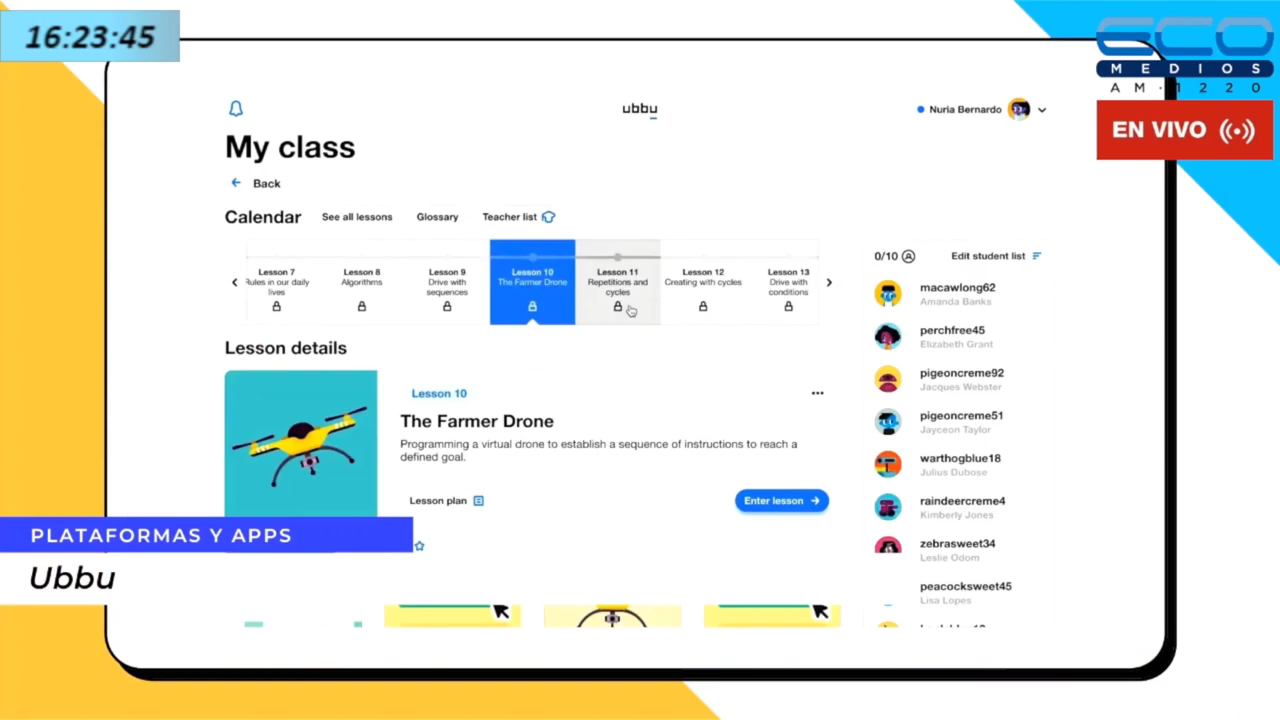 16:23:45
ECO
MEDIOS
AM·1220
EN VIVO
ubbu
Nuria Bernardo
My class
Back
Calendar
See all lessons
Glossary
Teacher list
Lesson 7
Rules in our daily
lives
Lesson 8
Algorithms
Lesson 9
Drive with
sequences
Lesson 10
The Farmer Drone
Lesson 11
Repetitions and
cycles
Lesson 12
Creating with cycles
Lesson 13
Drive with
conditions
0/10
Edit student list
macawlong62
Amanda Banks
perchfree45
Elizabeth Grant
pigeoncreme92
Jacques Webster
pigeoncreme51
Jayceon Taylor
warthogblue18
Julius Dubose
raindeercreme4
Kimberly Jones
zebrasweet34
Leslie Odom
peacocksweet45
Lisa Lopes
Lesson details
Lesson 10
The Farmer Drone
Programming a virtual drone to establish a sequence of instructions to reach a
defined goal.
Lesson plan
Enter lesson
PLATAFORMAS Y APPS
Ubbu